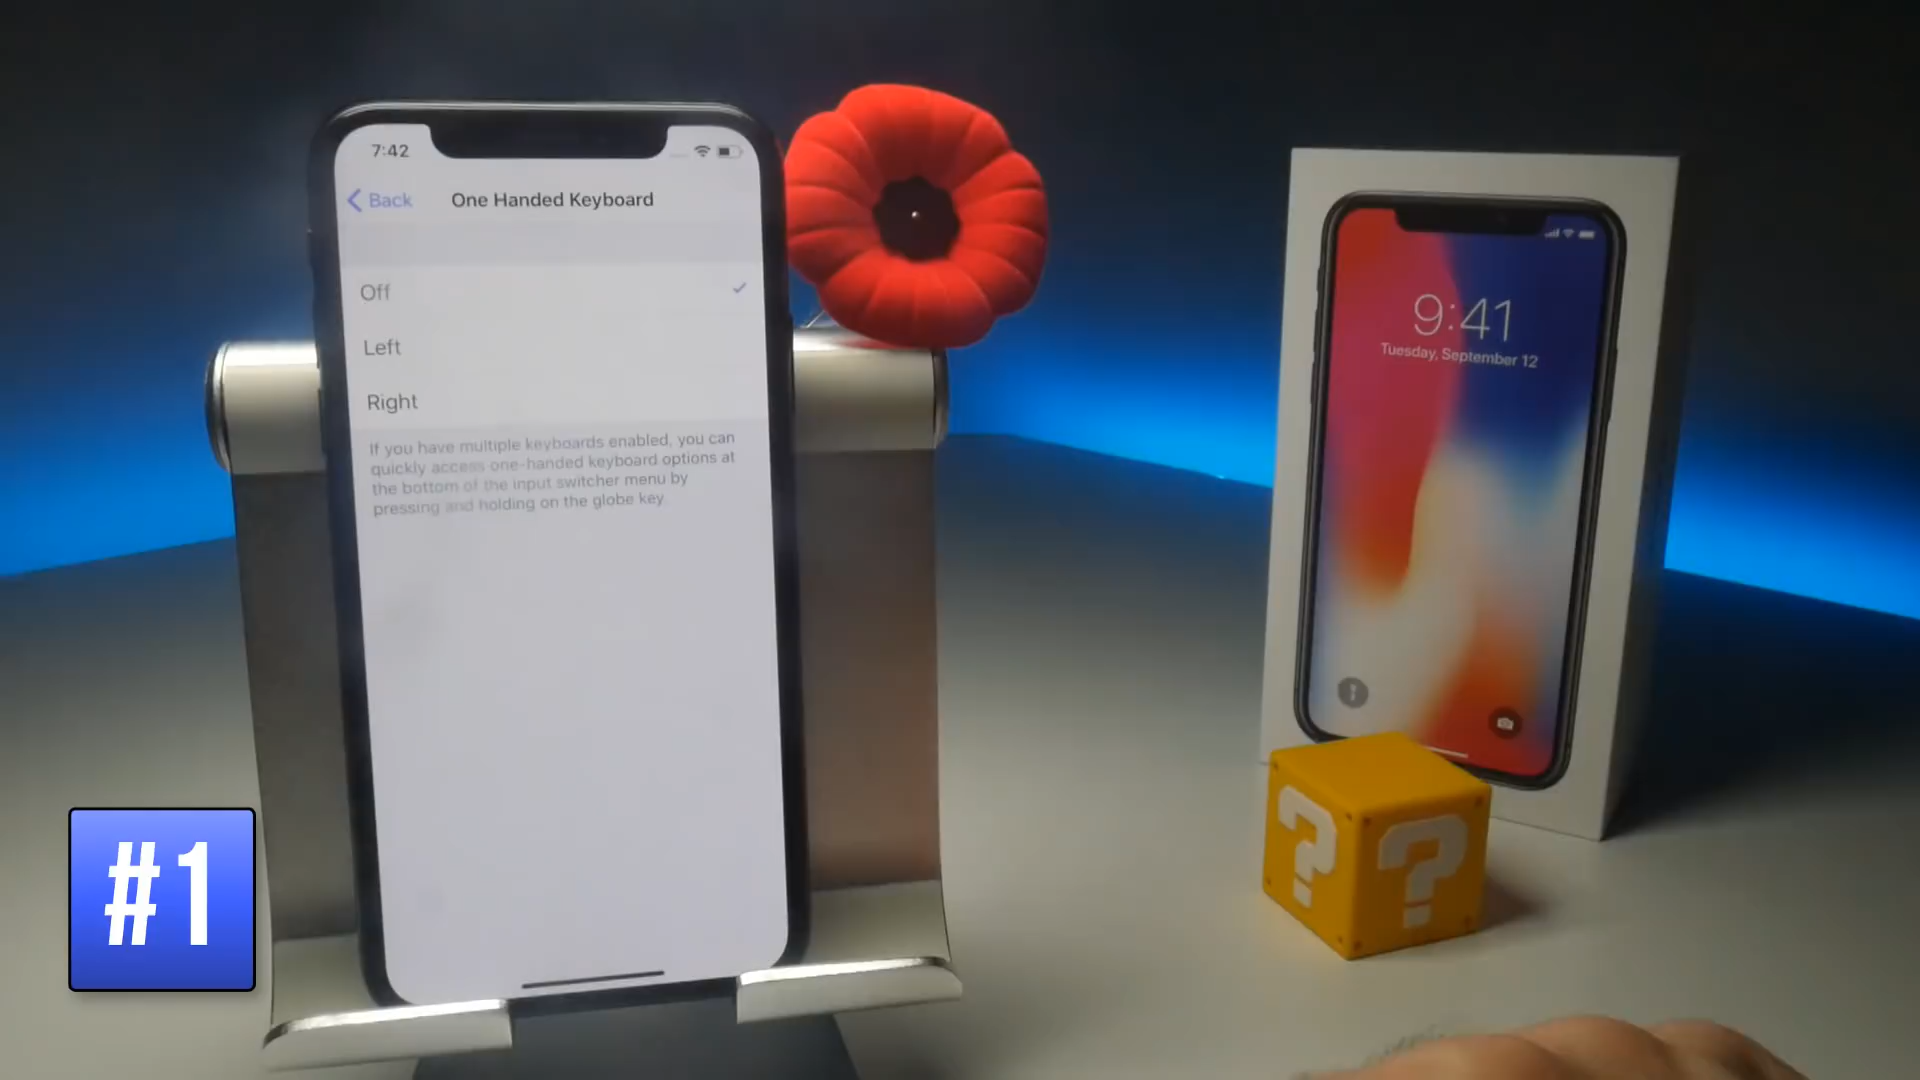 7:42
Back
One Handed Keyboard
Off
Left
Right
If you have multiple keyboards enabled, you can
quickly access one-handed keyboard options at
the bottom of the input switcher menu by
pressing and holding on the globe key.
9:41
Tuesday, September 12
? ?
#1